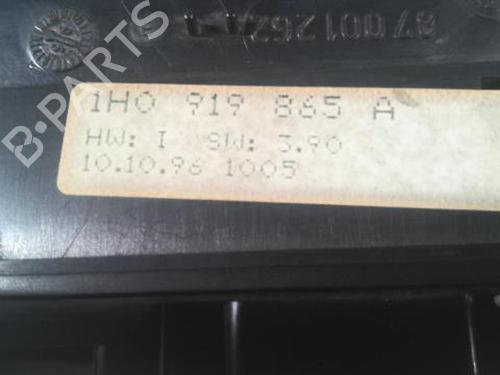 1H0 919 865 A
HW: I SW: 3.90
10.10.96 1005
B-PARTS